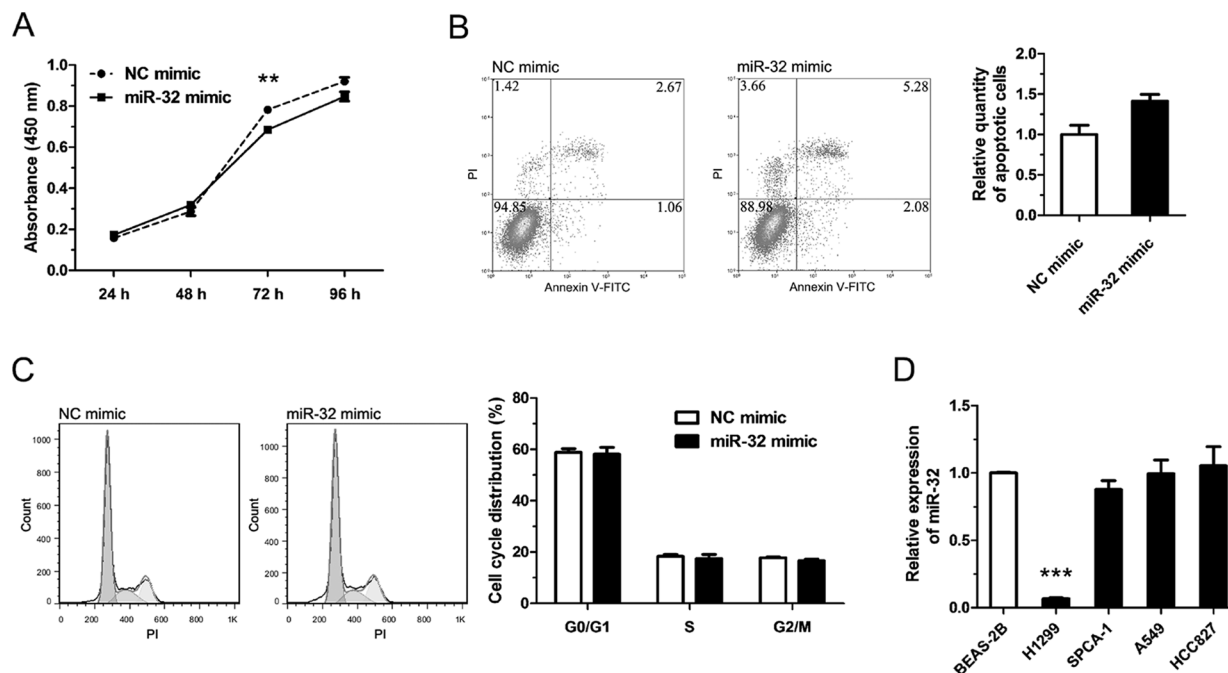 A
NC mimic
miR-32 mimic
**
Absorbance (450 nm)
1.0
0.8
0.6
0.4
0.2
0.0
24 h
48 h
72 h
96 h
B
NC mimic
1.42
2.67
94.85
1.06
PI
Annexin V-FITC
miR-32 mimic
3.66
5.28
88.98
2.08
PI
Annexin V-FITC
Relative quantity
of apoptotic cells
2.0
1.5
1.0
0.5
0.0
NC mimic
miR-32 mimic
C
NC mimic
Count
1000
800
600
400
200
0
0 200 400 600 800 1K
PI
miR-32 mimic
Count
1000
800
600
400
200
0
0 200 400 600 800 1K
PI
Cell cycle distribution (%)
80
60
40
20
0
NC mimic
miR-32 mimic
G0/G1
S
G2/M
D
Relative expression
of miR-32
1.5
1.0
0.5
0.0
***
BEAS-2B
H1299
SPCA-1
A549
HCC827